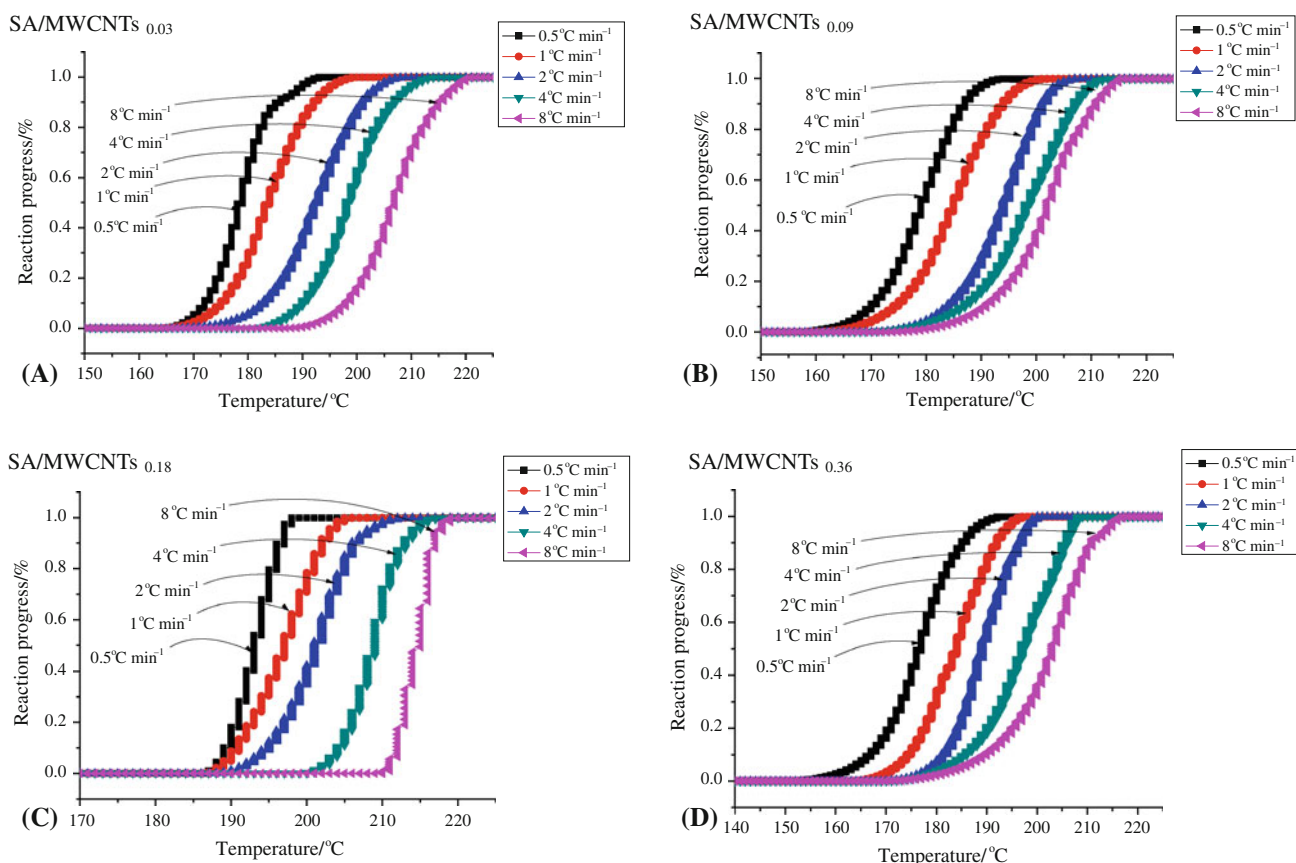 SA/MWCNTs 0.03
0.5°C min⁻¹
1°C min⁻¹
2°C min⁻¹
4°C min⁻¹
8°C min⁻¹
8°C min⁻¹
4°C min⁻¹
2°C min⁻¹
1°C min⁻¹
0.5°C min⁻¹
Reaction progress/%
1.0
0.8
0.6
0.4
0.2
0.0
150 160 170 180 190 200 210 220
(A)
Temperature/°C
SA/MWCNTs 0.09
0.5°C min⁻¹
1°C min⁻¹
2°C min⁻¹
4°C min⁻¹
8°C min⁻¹
8°C min⁻¹
4°C min⁻¹
2°C min⁻¹
1°C min⁻¹
0.5°C min⁻¹
Reaction progress/%
1.0
0.8
0.6
0.4
0.2
0.0
150 160 170 180 190 200 210 220
(B)
Temperature/°C
SA/MWCNTs 0.18
0.5°C min⁻¹
1°C min⁻¹
2°C min⁻¹
4°C min⁻¹
8°C min⁻¹
8°C min⁻¹
4°C min⁻¹
2°C min⁻¹
1°C min⁻¹
0.5°C min⁻¹
Reaction progress/%
1.0
0.8
0.6
0.4
0.2
0.0
170 180 190 200 210 220
(C)
Temperature/°C
SA/MWCNTs 0.36
0.5°C min⁻¹
1°C min⁻¹
2°C min⁻¹
4°C min⁻¹
8°C min⁻¹
8°C min⁻¹
4°C min⁻¹
2°C min⁻¹
1°C min⁻¹
0.5°C min⁻¹
Reaction progress/%
1.0
0.8
0.6
0.4
0.2
0.0
140 150 160 170 180 190 200 210 220
(D)
Temperature/°C